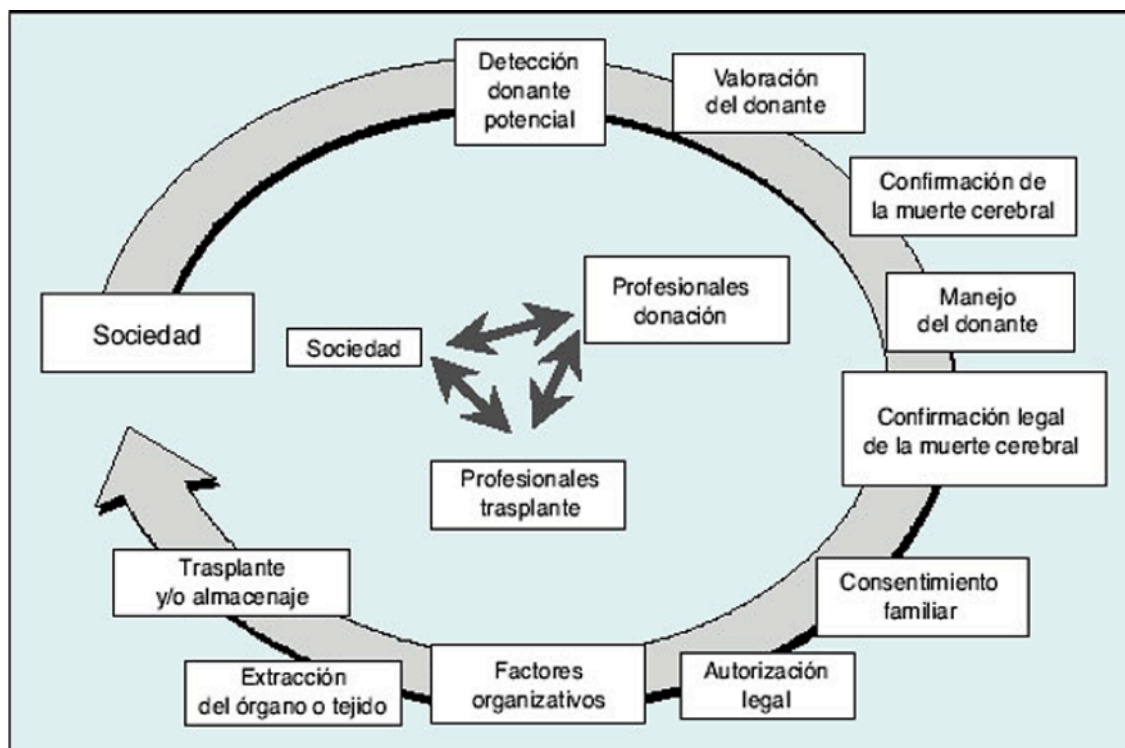 Detección
donante
potencial
Valoración
del donante
Confirmación de
la muerte cerebral
Manejo
del donante
Confirmación legal
de la muerte cerebral
Consentimiento
familiar
Autorización
legal
Factores
organizativos
Extracción
del órgano o tejido
Trasplante
y/o almacenaje
Sociedad
Sociedad
Profesionales
donación
Profesionales
trasplante